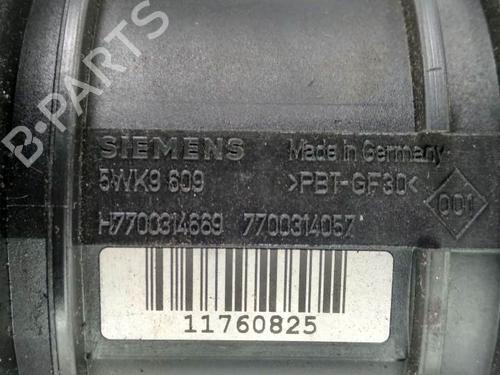 B-PARTS
SIEMENS Made in Germany
5WK9 609 >PBT-GF30< 001
H7700314669 7700314057
11760825